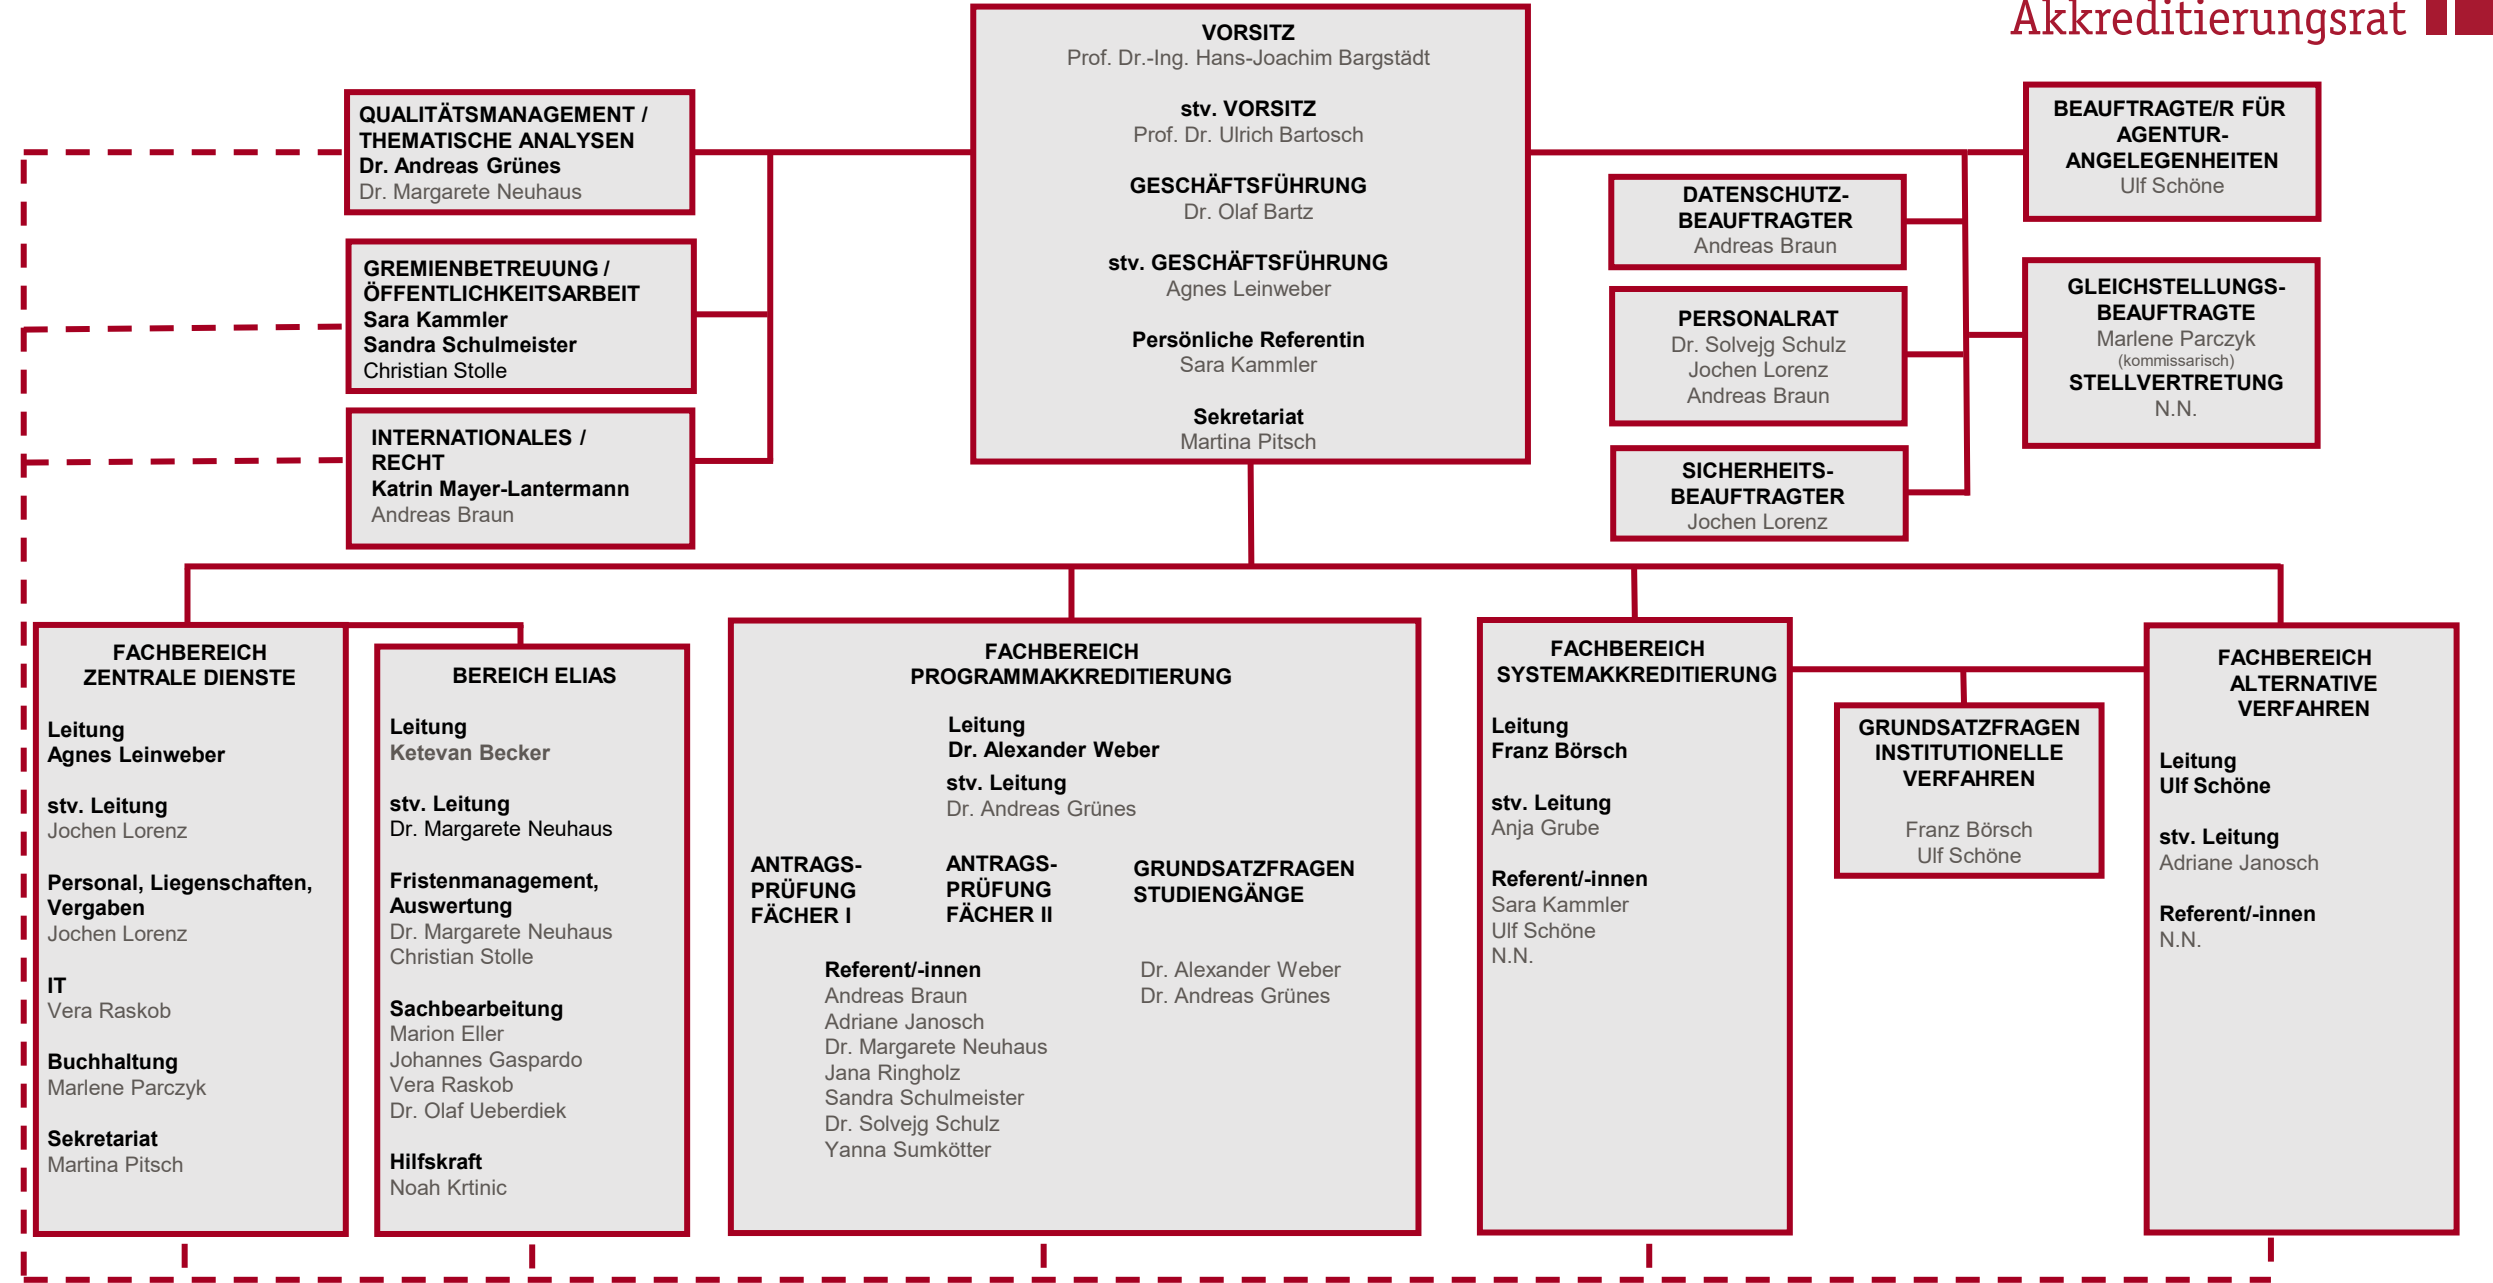 Akkreditierungsrat
VORSITZ
Prof. Dr.-Ing. Hans-Joachim Bargstädt
stv. VORSITZ
Prof. Dr. Ulrich Bartosch
GESCHÄFTSFÜHRUNG
Dr. Olaf Bartz
stv. GESCHÄFTSFÜHRUNG
Agnes Leinweber
Persönliche Referentin
Sara Kammler
Sekretariat
Martina Pitsch
QUALITÄTSMANAGEMENT /
THEMATISCHE ANALYSEN
Dr. Andreas Grünes
Dr. Margarete Neuhaus
GREMIENBETREUUNG /
ÖFFENTLICHKEITSARBEIT
Sara Kammler
Sandra Schulmeister
Christian Stolle
INTERNATIONALES /
RECHT
Katrin Mayer-Lantermann
Andreas Braun
DATENSCHUTZ-
BEAUFTRAGTER
Andreas Braun
PERSONALRAT
Dr. Solvejg Schulz
Jochen Lorenz
Andreas Braun
SICHERHEITS-
BEAUFTRAGTER
Jochen Lorenz
BEAUFTRAGTE/R FÜR
AGENTUR-
ANGELEGENHEITEN
Ulf Schöne
GLEICHSTELLUNGS-
BEAUFTRAGTE
Marlene Parczyk
(kommissarisch)
STELLVERTRETUNG
N.N.
FACHBEREICH
ZENTRALE DIENSTE
Leitung
Agnes Leinweber
stv. Leitung
Jochen Lorenz
Personal, Liegenschaften,
Vergaben
Jochen Lorenz
IT
Vera Raskob
Buchhaltung
Marlene Parczyk
Sekretariat
Martina Pitsch
BEREICH ELIAS
Leitung
Ketevan Becker
stv. Leitung
Dr. Margarete Neuhaus
Fristenmanagement,
Auswertung
Dr. Margarete Neuhaus
Christian Stolle
Sachbearbeitung
Marion Eller
Johannes Gaspardo
Vera Raskob
Dr. Olaf Ueberdiek
Hilfskraft
Noah Krtinic
FACHBEREICH
PROGRAMMAKKREDITIERUNG
Leitung
Dr. Alexander Weber
stv. Leitung
Dr. Andreas Grünes
ANTRAGS-
PRÜFUNG
FÄCHER I
ANTRAGS-
PRÜFUNG
FÄCHER II
GRUNDSATZFRAGEN
STUDIENGÄNGE
Referent/-innen
Andreas Braun
Adriane Janosch
Dr. Margarete Neuhaus
Jana Ringholz
Sandra Schulmeister
Dr. Solvejg Schulz
Yanna Sumkötter
Dr. Alexander Weber
Dr. Andreas Grünes
FACHBEREICH
SYSTEMAKKREDITIERUNG
Leitung
Franz Börsch
stv. Leitung
Anja Grube
Referent/-innen
Sara Kammler
Ulf Schöne
N.N.
GRUNDSATZFRAGEN
INSTITUTIONELLE
VERFAHREN
Franz Börsch
Ulf Schöne
FACHBEREICH
ALTERNATIVE
VERFAHREN
Leitung
Ulf Schöne
stv. Leitung
Adriane Janosch
Referent/-innen
N.N.